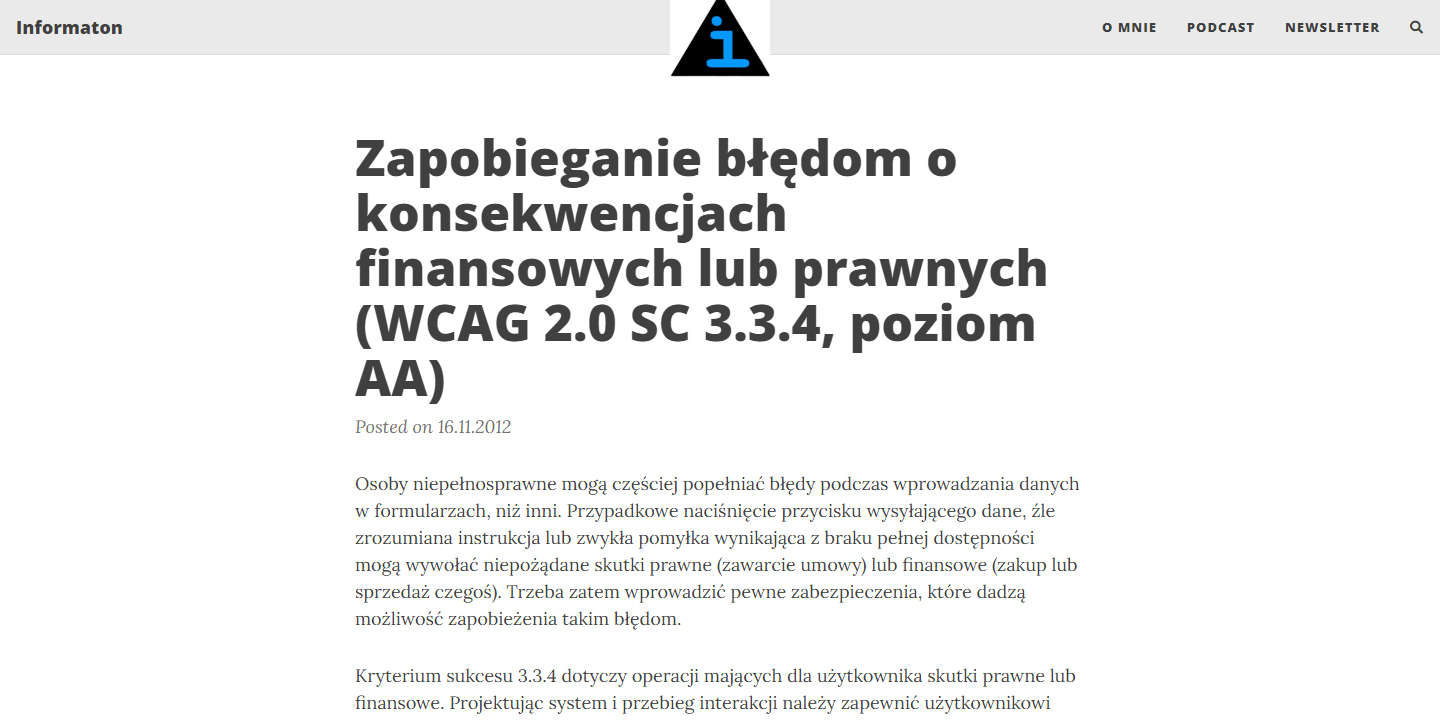 Informaton
i
O MNIE
PODCAST
NEWSLETTER
Zapobieganie błędom o
konsekwencjach
finansowych lub prawnych
(WCAG 2.0 SC 3.3.4, poziom
AA)
Posted on 16.11.2012
Osoby niepełnosprawne mogą częściej popełniać błędy podczas wprowadzania danych
w formularzach, niż inni. Przypadkowe naciśnięcie przycisku wysyłającego dane, źle
zrozumiana instrukcja lub zwykła pomyłka wynikająca z braku pełnej dostępności
mogą wywołać niepożądane skutki prawne (zawarcie umowy) lub finansowe (zakup lub
sprzedaż czegoś). Trzeba zatem wprowadzić pewne zabezpieczenia, które dadzą
możliwość zapobieżenia takim błędom.
Kryterium sukcesu 3.3.4 dotyczy operacji mających dla użytkownika skutki prawne lub
finansowe. Projektując system i przebieg interakcji należy zapewnić użytkownikowi